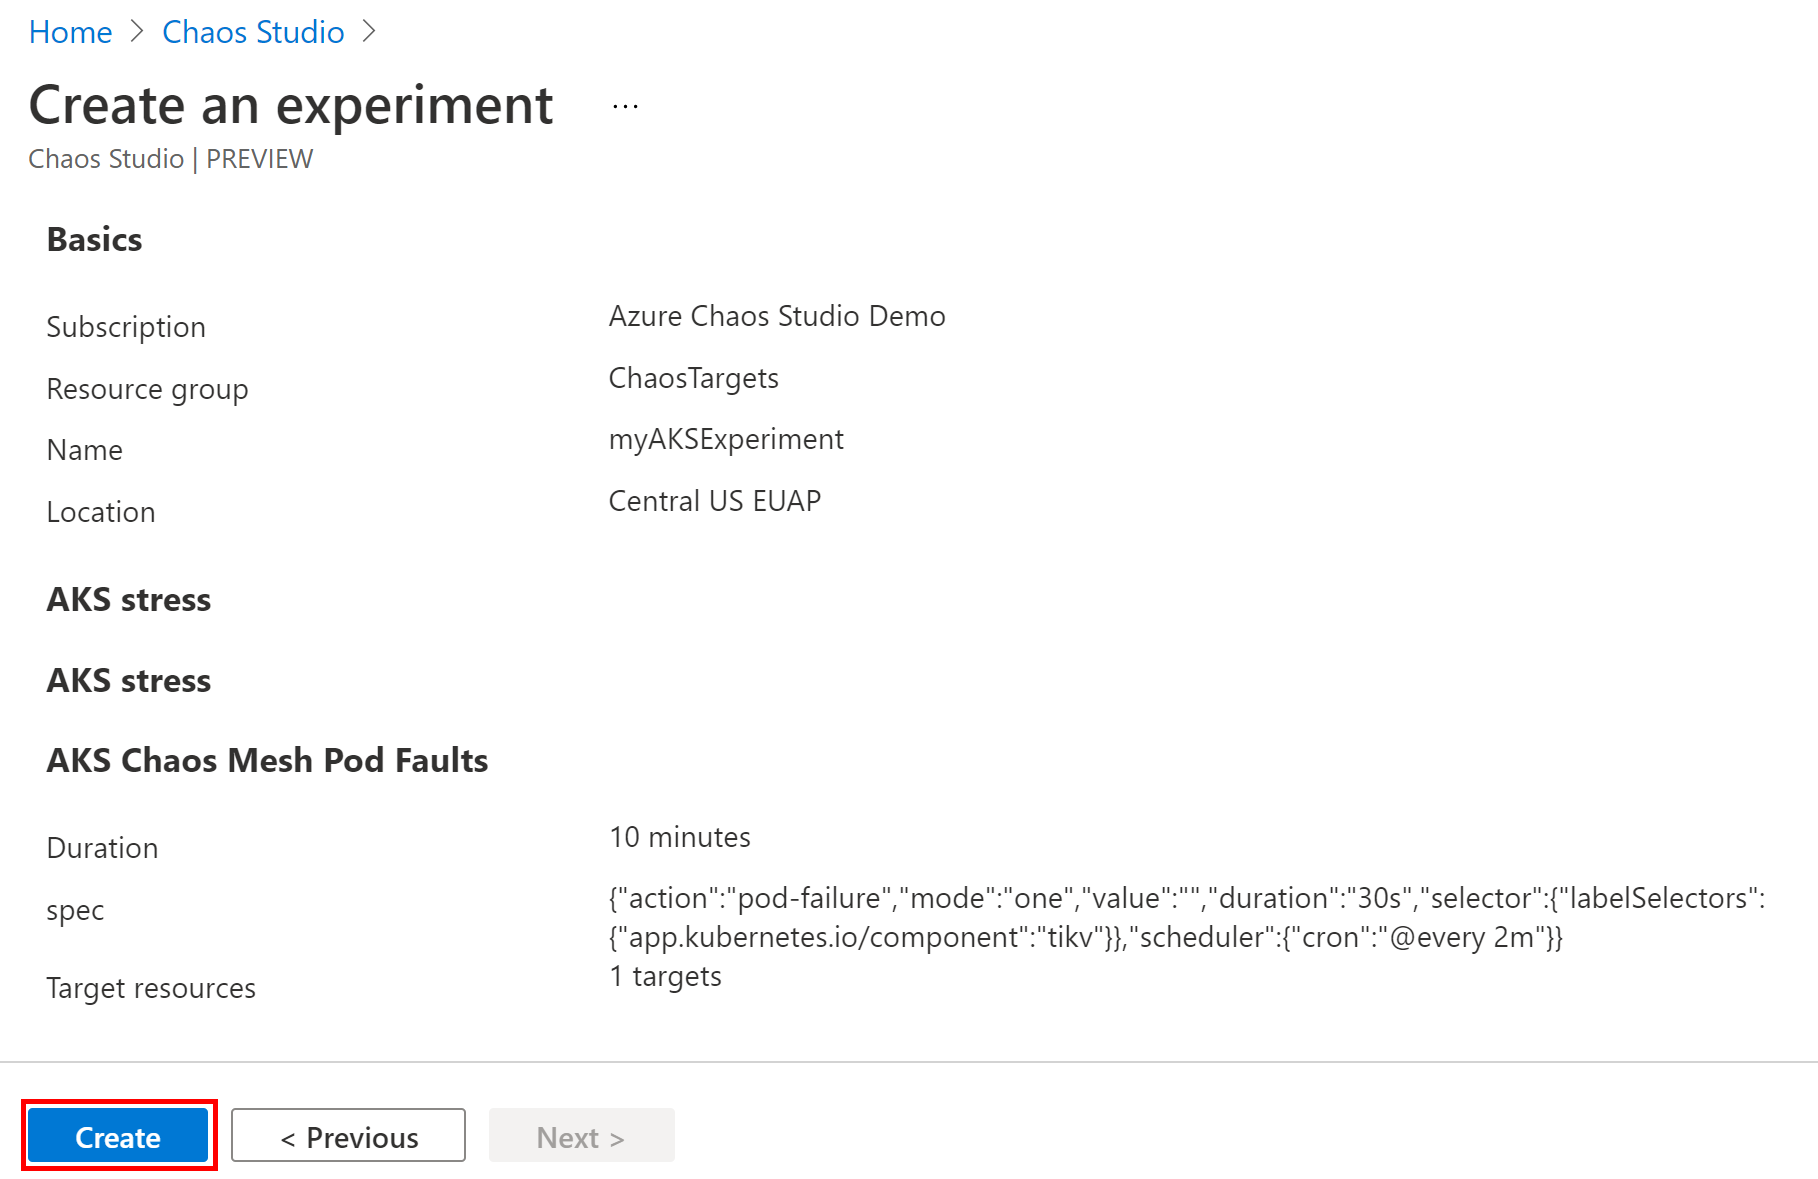 Home > Chaos Studio >
Create an experiment ...
Chaos Studio | PREVIEW
Basics
Subscription Azure Chaos Studio Demo
Resource group ChaosTargets
Name myAKSExperiment
Location Central US EUAP
AKS stress
AKS stress
AKS Chaos Mesh Pod Faults
Duration 10 minutes
spec {"action":"pod-failure","mode":"one","value":"","duration":"30s","selector":{"labelSelectors":
{"app.kubernetes.io/component":"tikv"}},"scheduler":{"cron":"@every 2m"}}
Target resources 1 targets
Create < Previous Next >